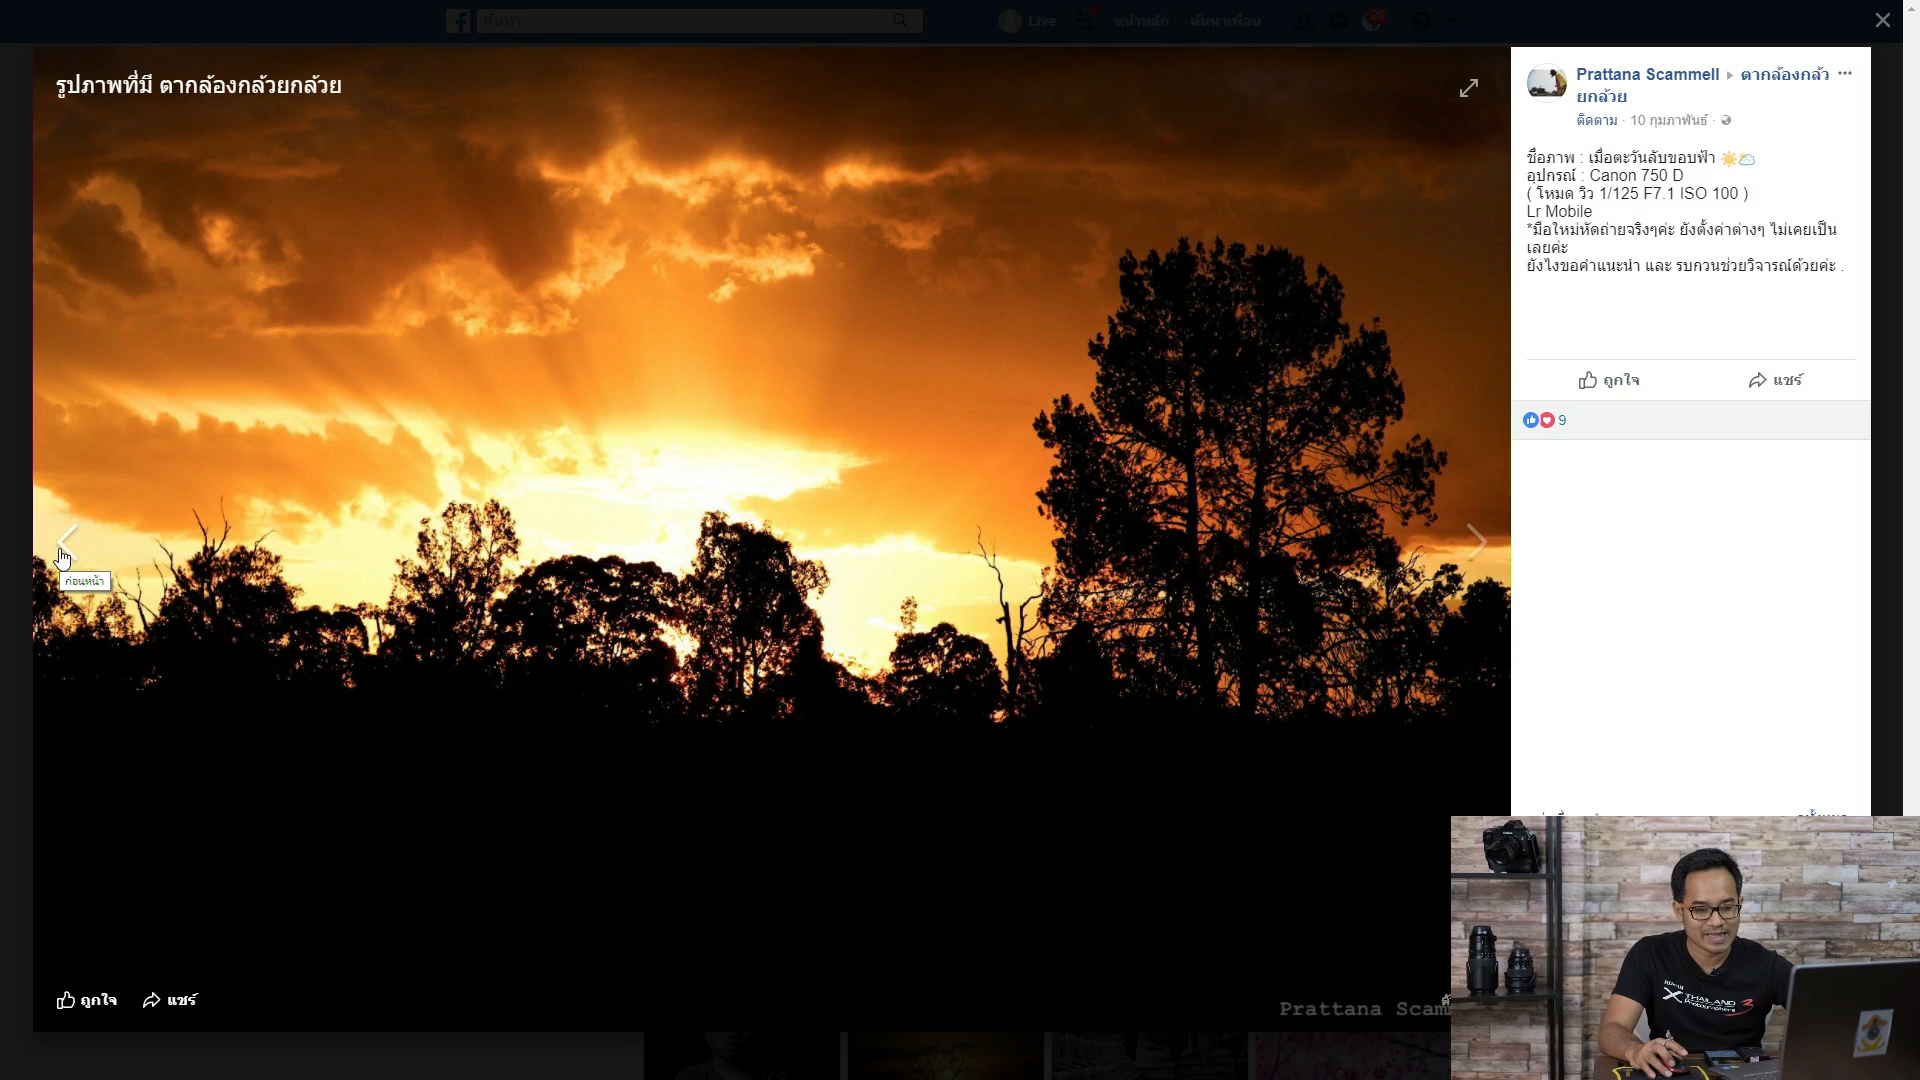 ค้นหา
Live
หน้าหลัก
ค้นหาเพื่อน
20
รูปภาพที่มี ตากล้องกล้วยกล้วย
Prattana Scammell
ตากล้องกล้ว
ยกล้วย
ติดตาม · 10 กุมภาพันธ์ ·
ชื่อภาพ : เมื่อตะวันลับขอบฟ้า
อุปกรณ์ : Canon 750 D
( โหมด วิว 1/125 F7.1 ISO 100 )
Lr Mobile
*มือใหม่หัดถ่ายจริงๆค่ะ ยังตั้งค่าต่างๆ ไม่เคยเป็น
เลยค่ะ
ยังไงขอคำแนะนำ และ รบกวนช่วยวิจารณ์ด้วยค่ะ .
ถูกใจ
แชร์
9
ก่อนหน้า
ถูกใจ
แชร์
Prattana Scam
X THAILAND 3
Photographers